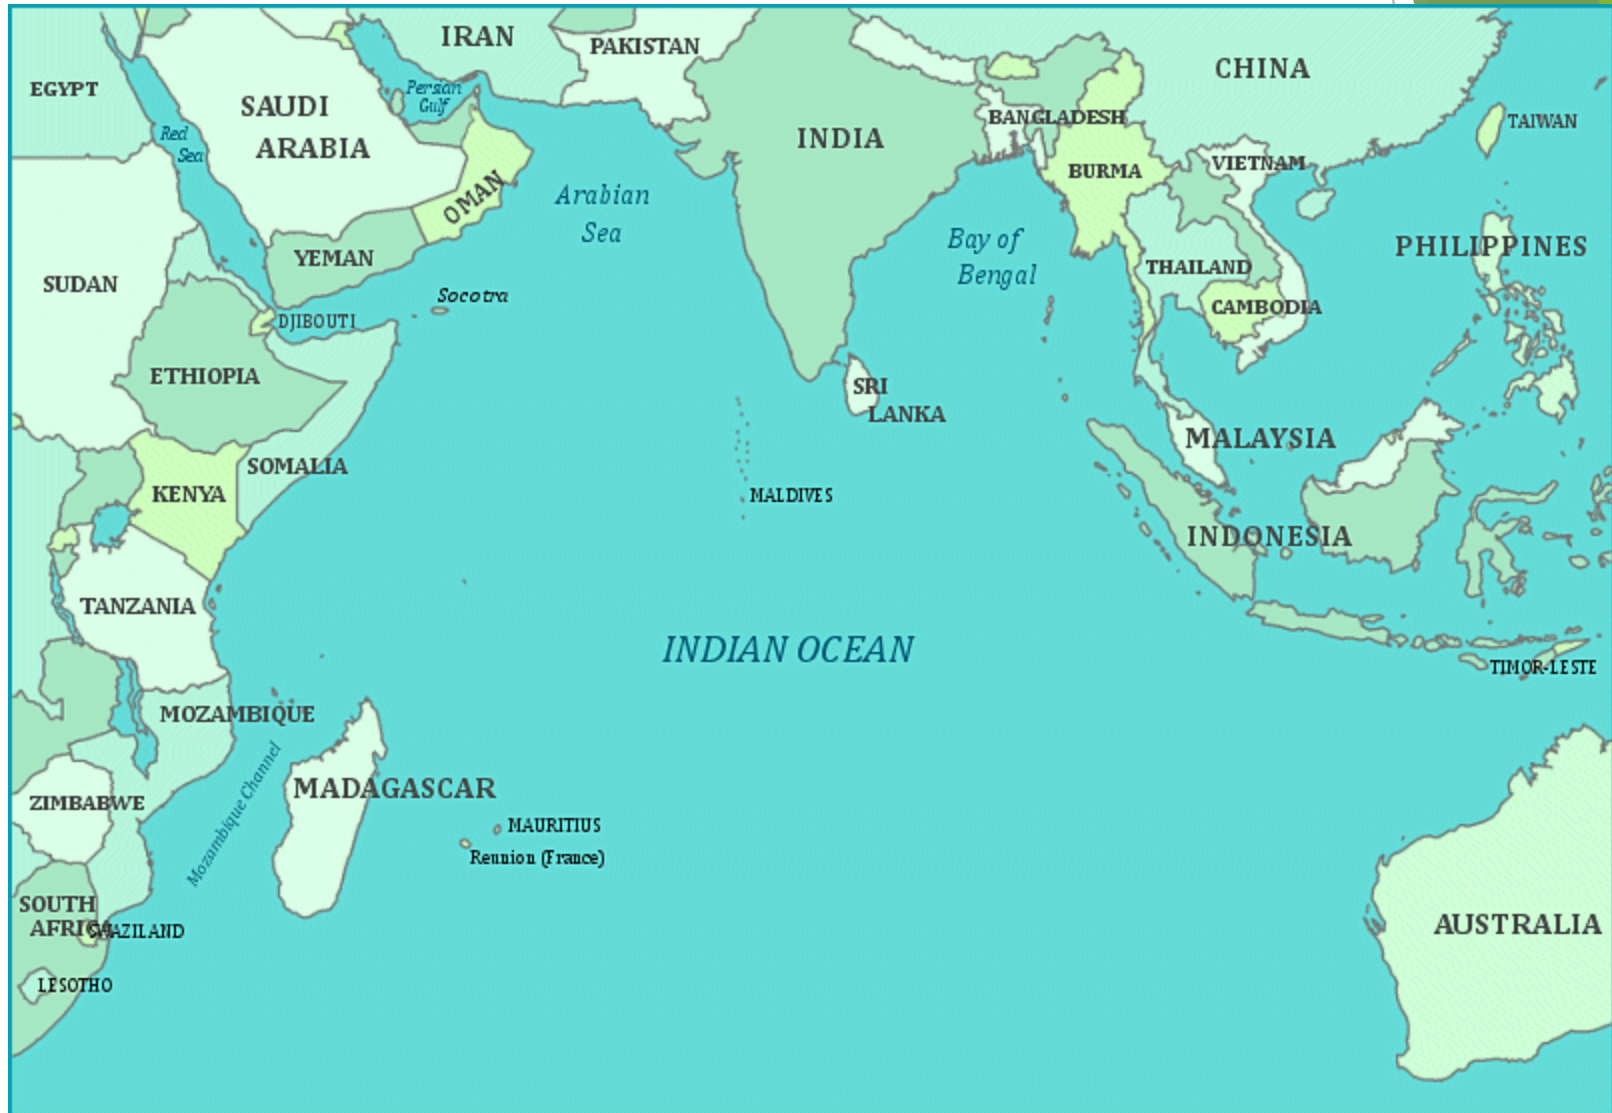 IRAN
PAKISTAN
CHINA
EGYPT
SAUDI
ARABIA
Persian
Gulf
Red
Sea
INDIA
BANGLADESH
TAIWAN
BURMA
VIETNAM
OMAN
Arabian
Sea
Bay of
Bengal
PHILIPPINES
YEMAN
SUDAN
THAILAND
Socotra
CAMBODIA
DJIBOUTI
ETHIOPIA
SRI
LANKA
MALAYSIA
SOMALIA
KENYA
MALDIVES
INDONESIA
TANZANIA
INDIAN OCEAN
TIMOR-LESTE
MOZAMBIQUE
Mozambique Channel
MADAGASCAR
ZIMBABWE
MAURITIUS
Reunion (France)
SOUTH
AFRICA
SWAZILAND
AUSTRALIA
LESOTHO